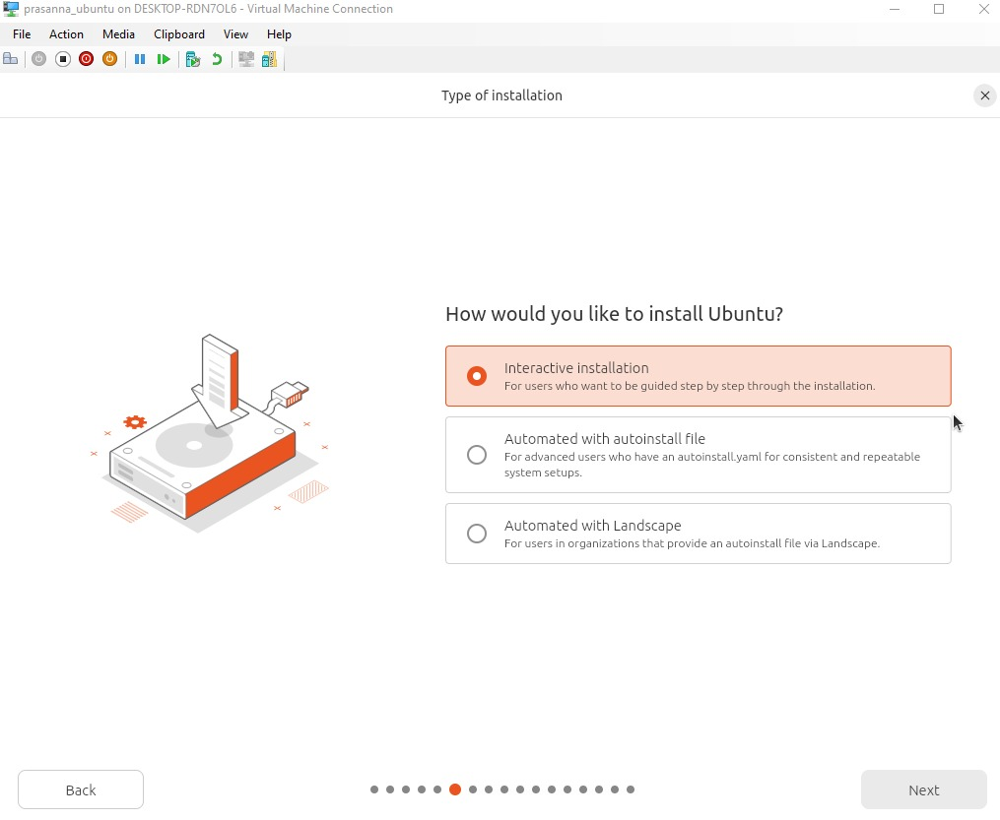 prasanna_ubuntu on DESKTOP-RDN7OL6 - Virtual Machine Connection
File Action Media Clipboard View Help
Type of installation
How would you like to install Ubuntu?
Interactive installation
For users who want to be guided step by step through the installation.
Automated with autoinstall file
For advanced users who have an autoinstall.yaml for consistent and repeatable
system setups.
Automated with Landscape
For users in organizations that provide an autoinstall file via Landscape.
Back
Next